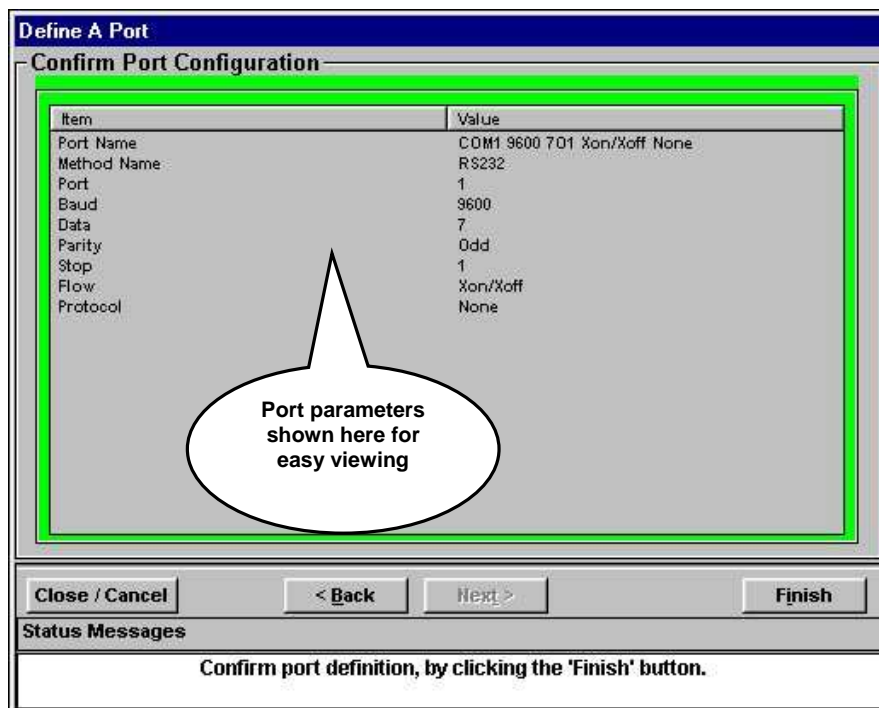 Define A Port
Confirm Port Configuration
Item Value
Port Name COM1 9600 7O1 Xon/Xoff None
Method Name RS232
Port 1
Baud 9600
Data 7
Parity Odd
Stop 1
Flow Xon/Xoff
Protocol None
Port parameters
shown here for
easy viewing
Close / Cancel < Back Next > Finish
Status Messages
Confirm port definition, by clicking the 'Finish' button.